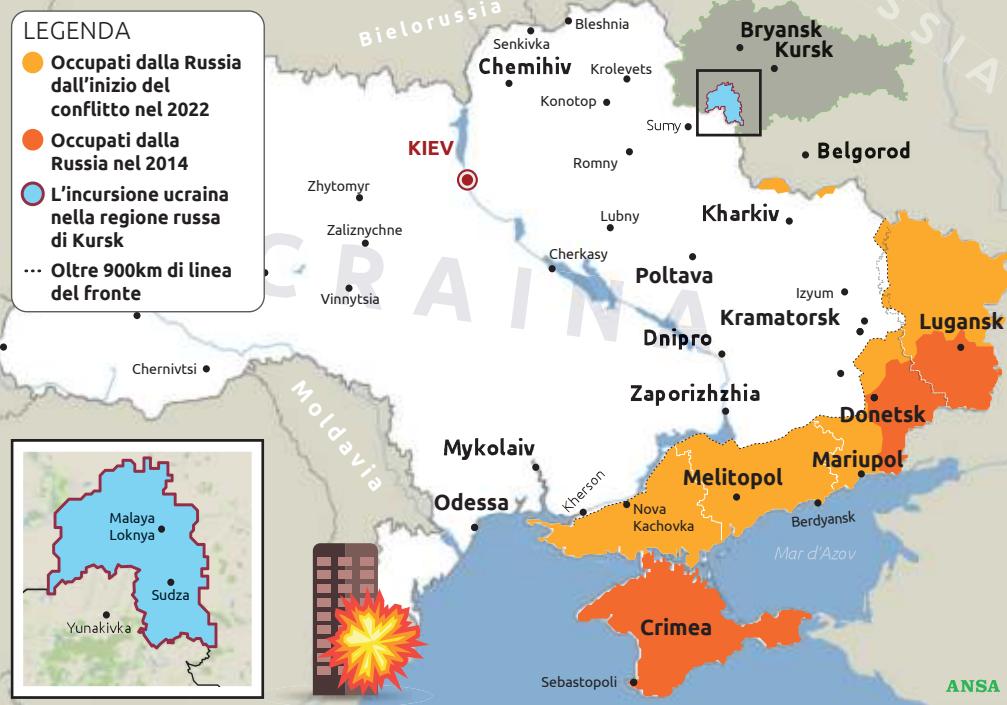 LEGENDA
Occupati dalla Russia
dall'inizio del
conflitto nel 2022
Occupati dalla
Russia nel 2014
L'incursione ucraina
nella regione russa
di Kursk
Oltre 900km di linea
del fronte
Bielorussia
Bleshnia
Senkivka
Chemihiv
Krolevets
Konotop
Bryansk
Kursk
SSIA
Sumy
KIEV
Romny
Belgorod
Zhytomyr
Zaliznychne
Lubny
Kharkiv
Cherkasy
Poltava
CRAINA
Vinnytsia
Izyum
Kramatorsk
Lugansk
Dnipro
Chernivtsi
Zaporizhzhia
Moldavia
Donetsk
Mykolaiv
Mariupol
Melitopol
Odessa
Kherson
Nova
Kachovka
Berdyansk
Mar d'Azov
Malaya
Loknya
Sudza
Yunakivka
Crimea
Sebastopoli
ANSA